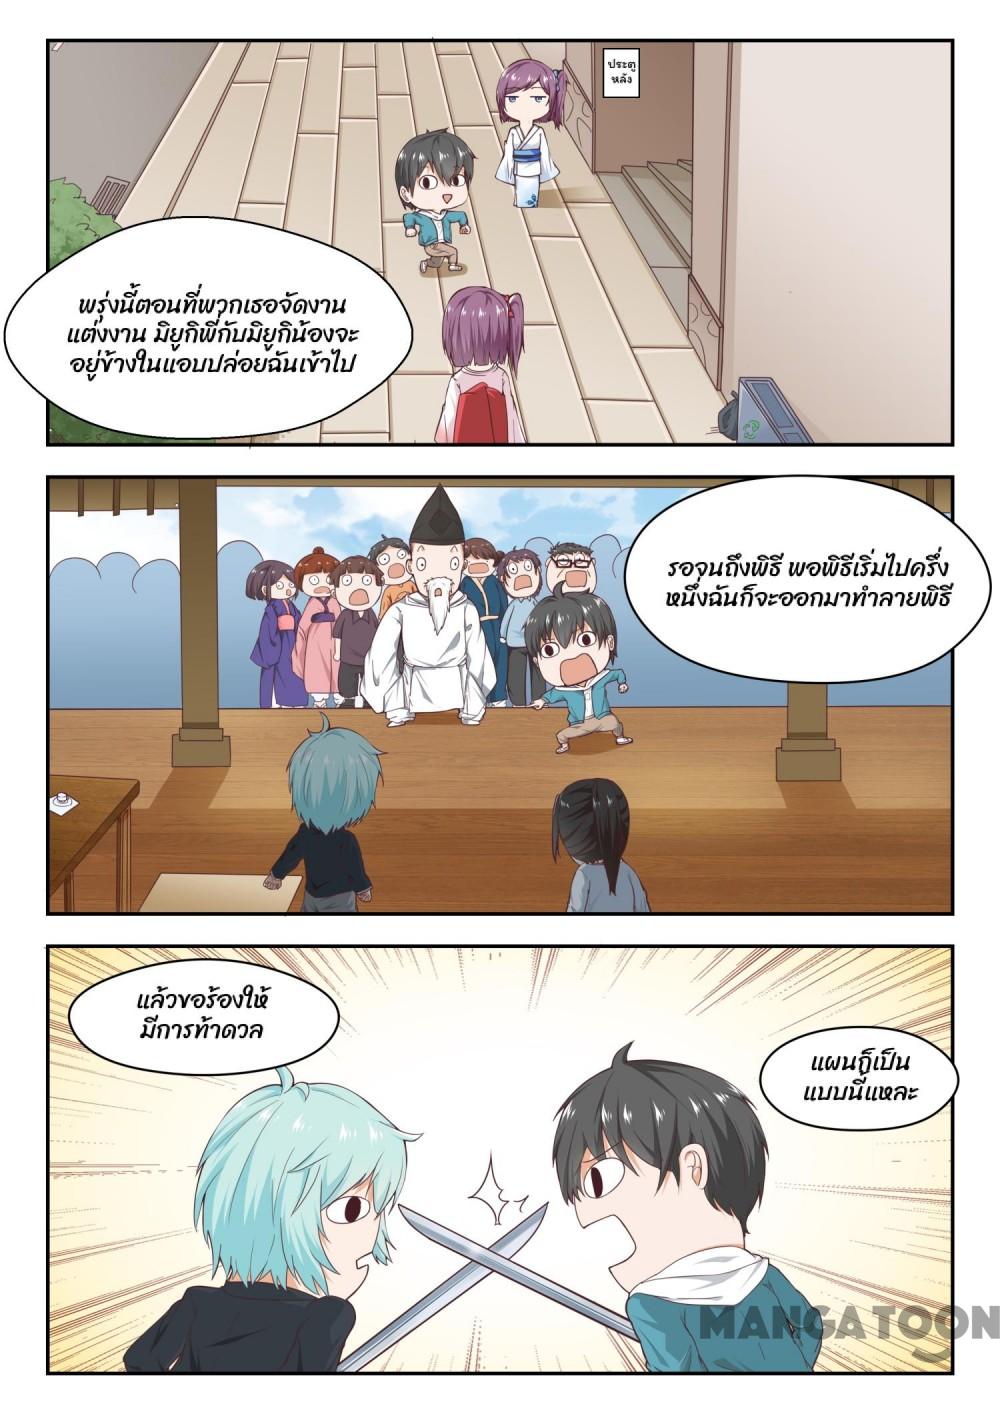 ประตู
หลัง
พรุ่งนี้ตอนที่พวกเธอจัดงาน
แต่งงาน มิยูกิพี่กับมิยูกิน้องจะ
อยู่ข้างในแอบปล่อยฉันเข้าไป
รอจนถึงพิธี พอพิธีเริ่มไปครึ่ง
หนึ่งฉันก็จะออกมาทำลายพิธี
แล้วขอร้องให้
มีการท้าดวล
แผนก็เป็น
แบบนี้แหละ
MANGATOON